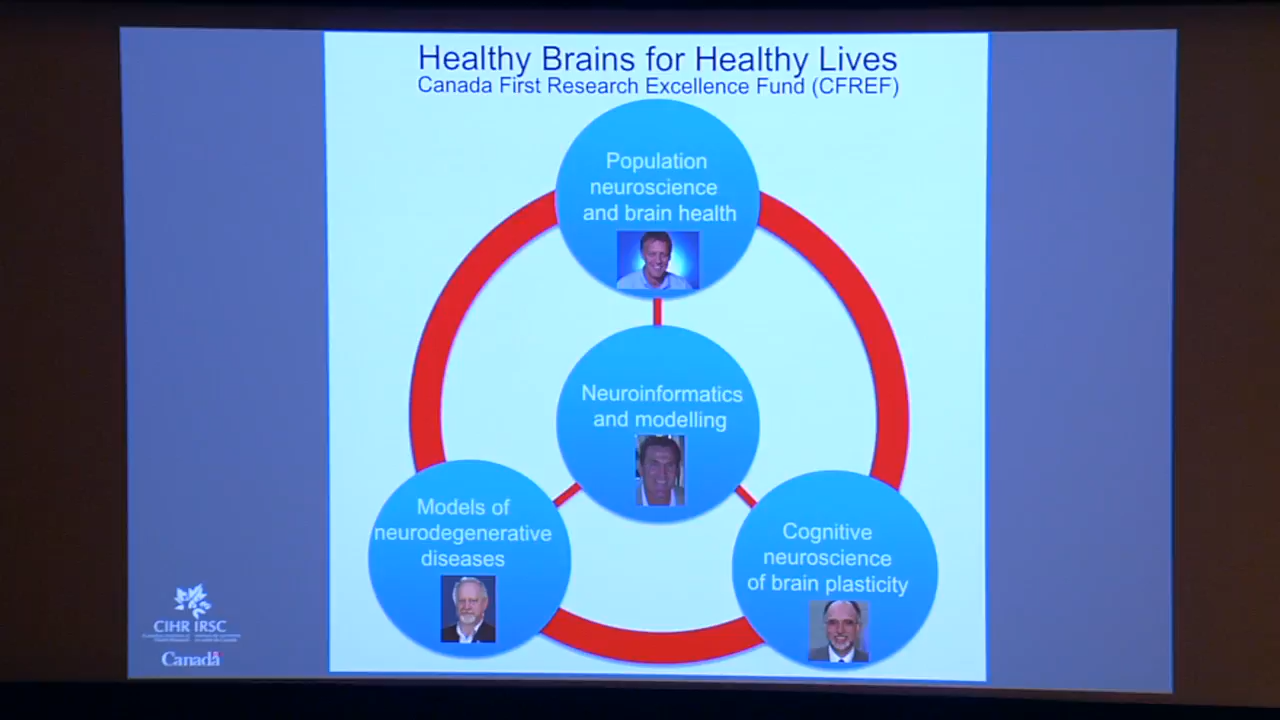 Healthy Brains for Healthy Lives
Canada First Research Excellence Fund (CFREF)
Population
neuroscience
and brain health
Neuroinformatics
and modelling
Models of
neurodegenerative
diseases
Cognitive
neuroscience
of brain plasticity
CIHR IRSC
Canada